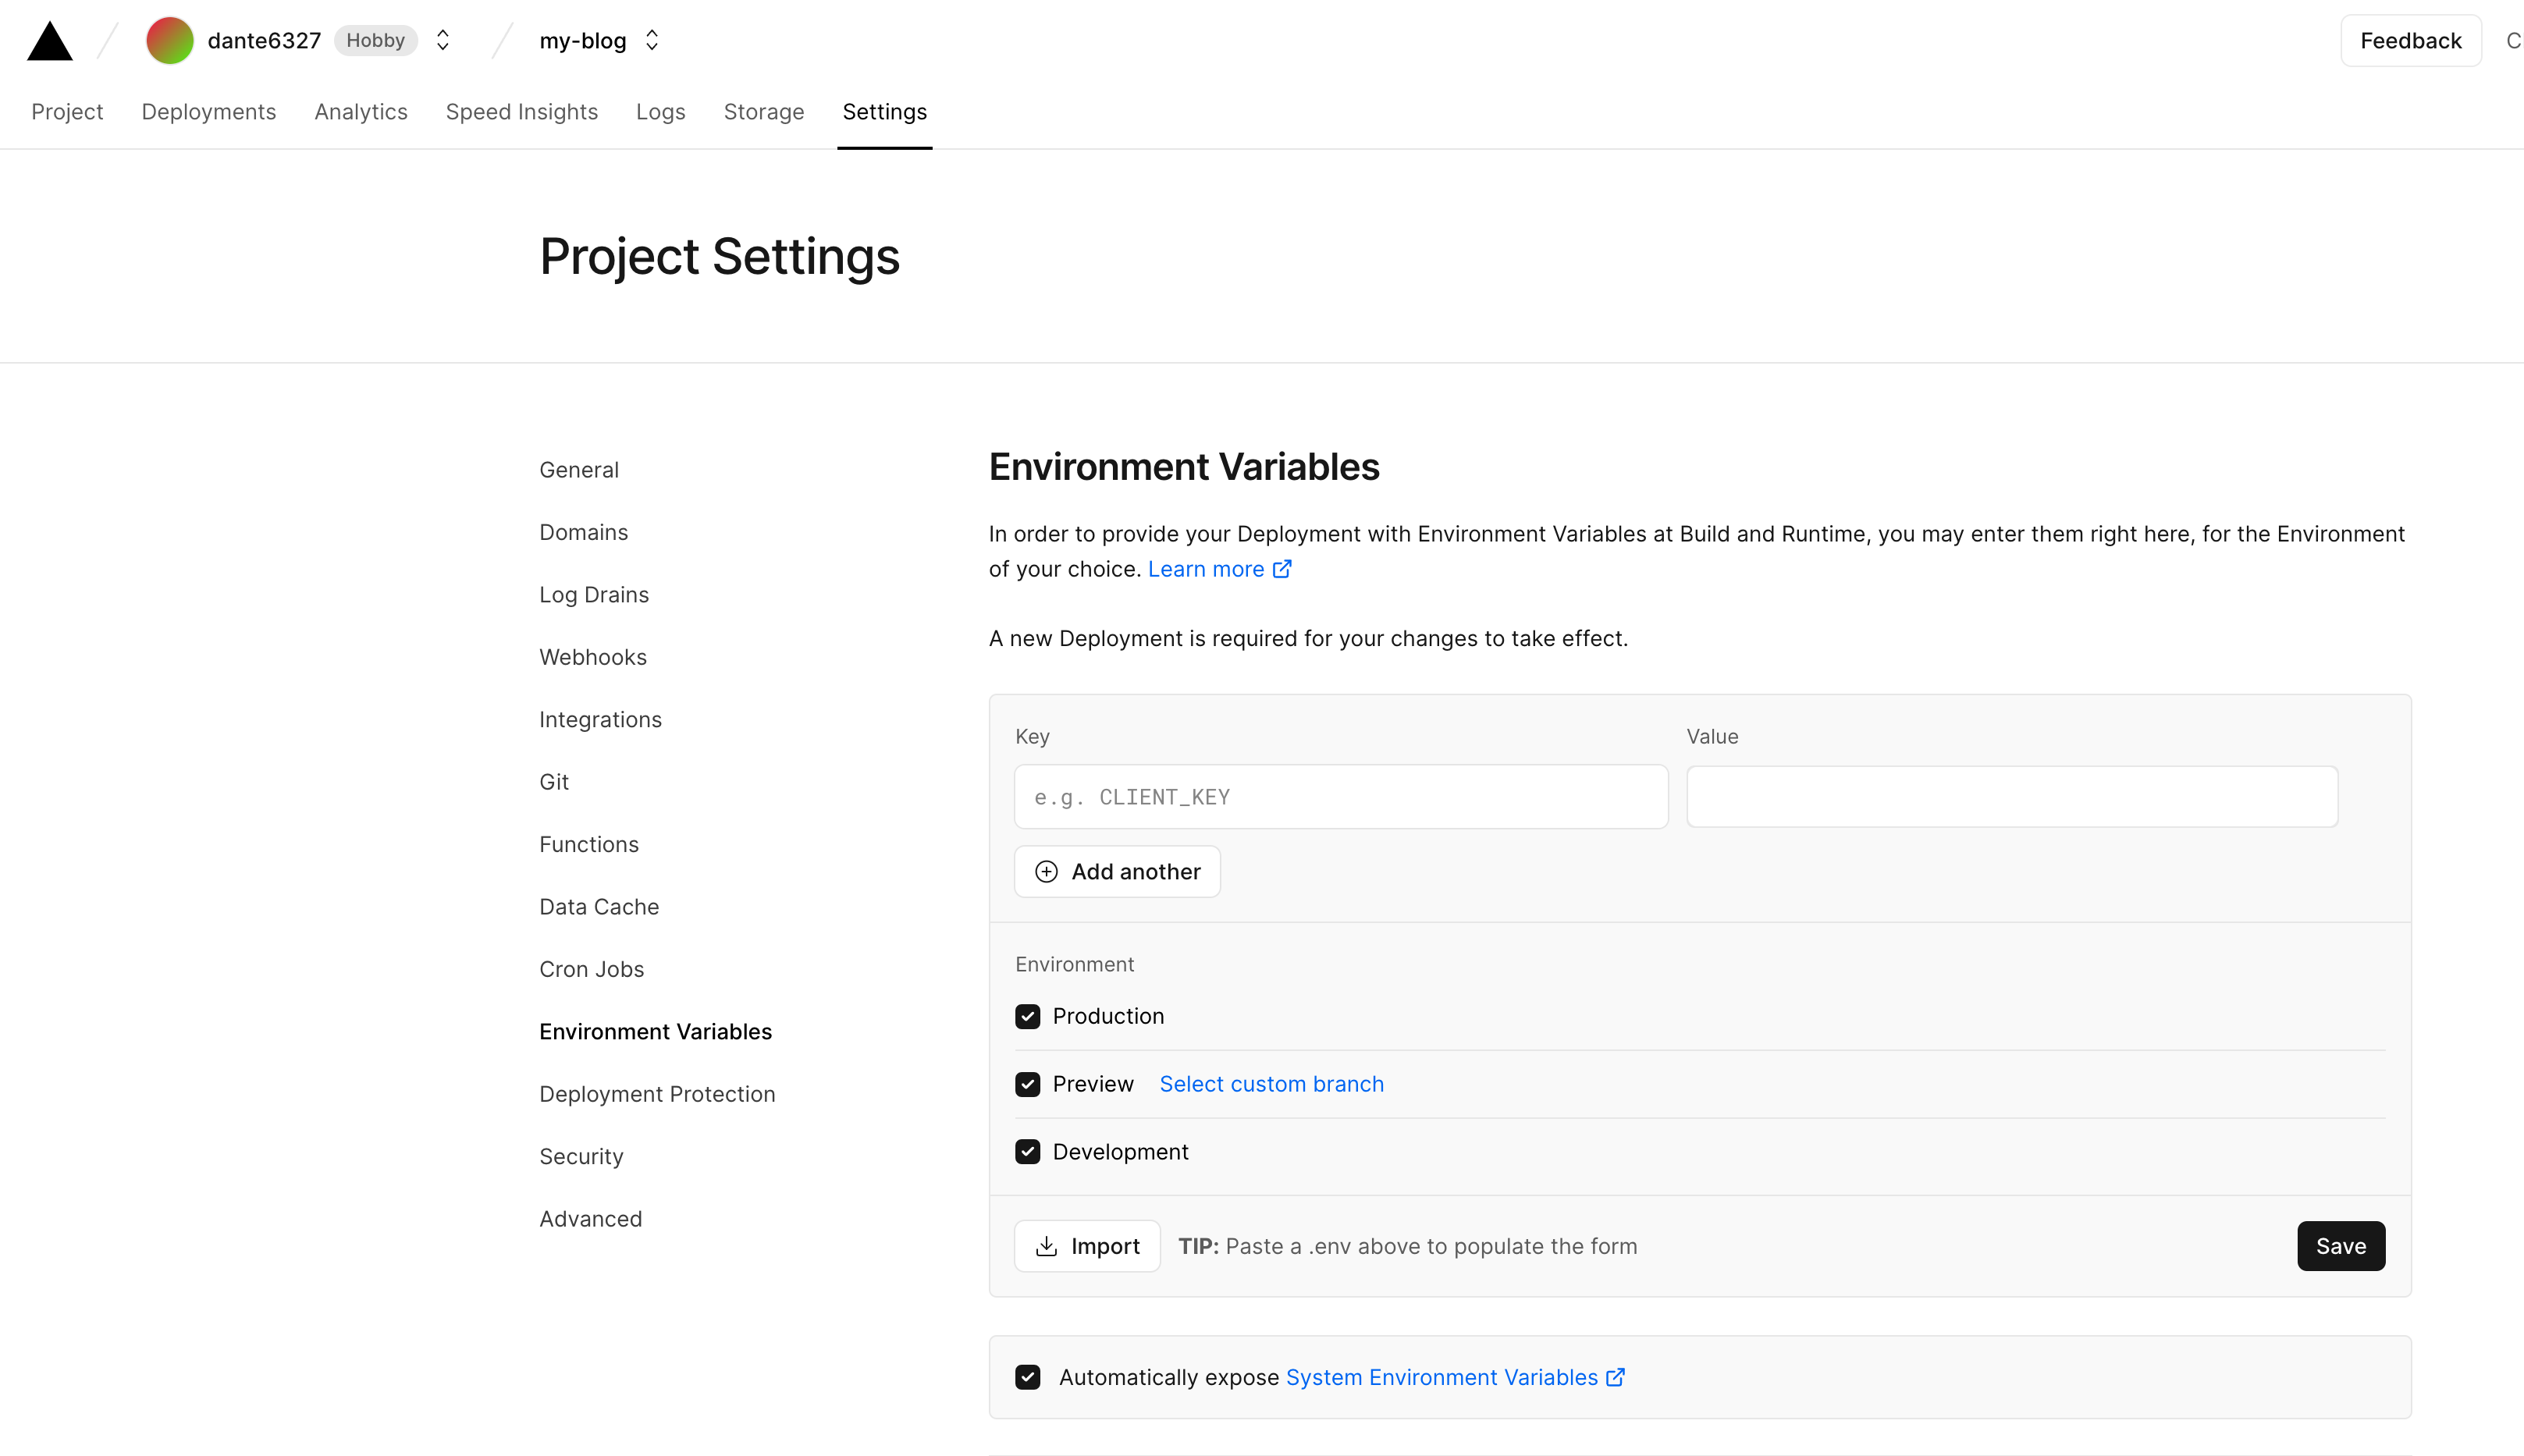 dante6327 Hobby my-blog Feedback
Project Deployments Analytics Speed Insights Logs Storage Settings
Project Settings
General
Domains
Log Drains
Webhooks
Integrations
Git
Functions
Data Cache
Cron Jobs
Environment Variables
Deployment Protection
Security
Advanced
Environment Variables
In order to provide your Deployment with Environment Variables at Build and Runtime, you may enter them right here, for the Environment
of your choice. Learn more
A new Deployment is required for your changes to take effect.
Key Value
e.g. CLIENT_KEY
Add another
Environment
Production
Preview Select custom branch
Development
Import TIP: Paste a .env above to populate the form Save
Automatically expose System Environment Variables